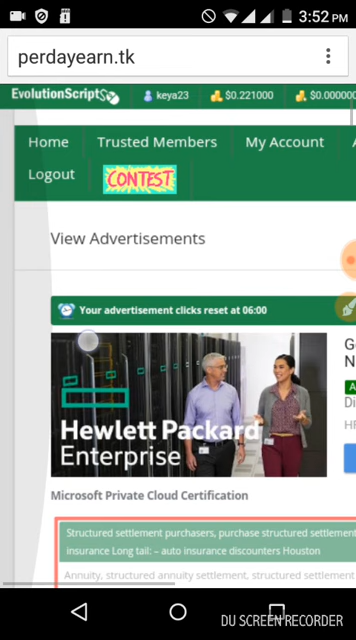 3:52 PM
perdayearn.tk
EvolutionScript
keya23
$0.221000
$0.000000
Home
Trusted Members
My Account
Logout
CONTEST
View Advertisements
Your advertisement clicks reset at 06:00
Hewlett Packard
Enterprise
Microsoft Private Cloud Certification
Structured settlement purchasers, purchase structured settlement
insurance Long tail: – auto insurance discounters Houston
Annuity, structured annuity settlement, structured settlement
DU SCREEN RECORDER